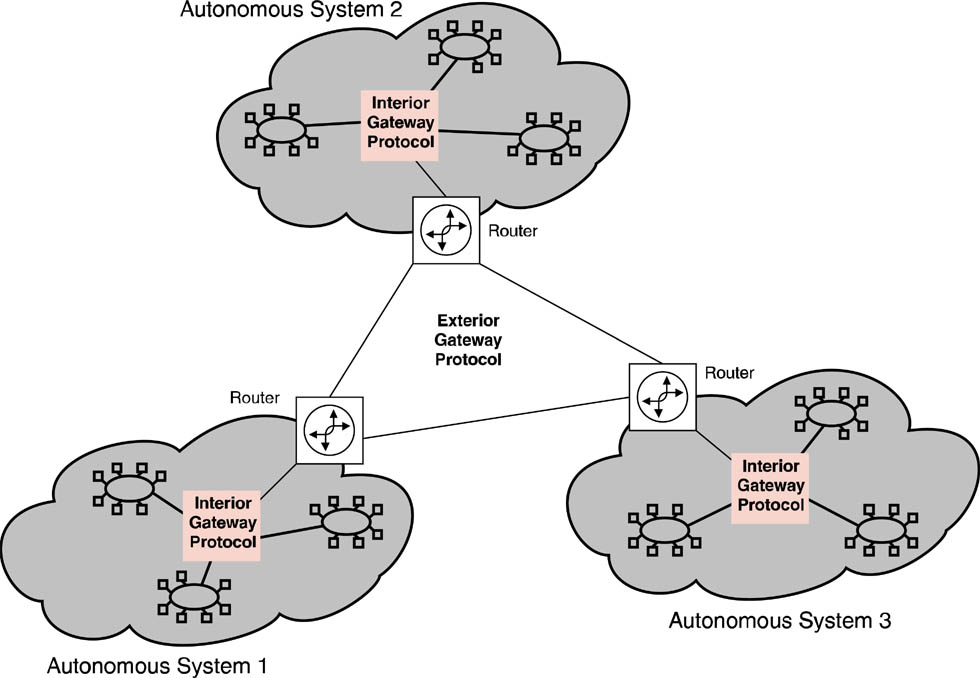 Autonomous System 2
Interior
Gateway
Protocol
Router
Exterior
Gateway
Protocol
Router
Router
Interior
Gateway
Protocol
Interior
Gateway
Protocol
Autonomous System 3
Autonomous System 1